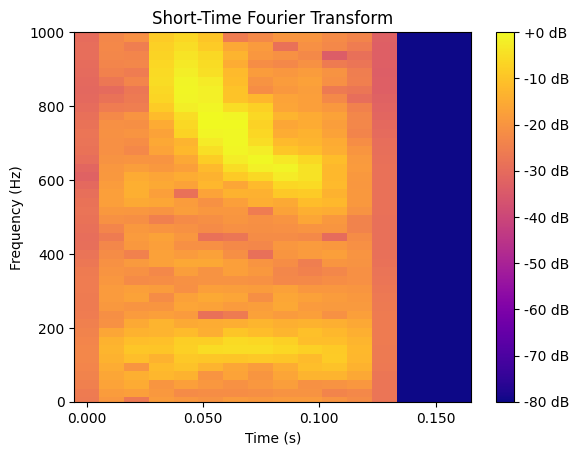 Short-Time Fourier Transform
1000
800
600
400
200
0
Frequency (Hz)
0.000
0.050
0.100
0.150
Time (s)
+0 dB
-10 dB
-20 dB
-30 dB
-40 dB
-50 dB
-60 dB
-70 dB
-80 dB